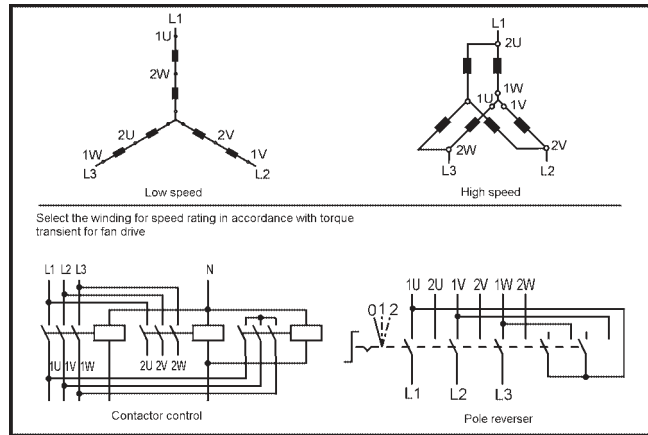 L1
1U
2W
2U
2V
1W
1V
L3
L2
Low speed
L1
2U
1W
1U
1V
2W
2V
L3
L2
High speed
Select the winding for speed rating in accordance with torque
transient for fan drive
L1 L2 L3 N
1U 1V 1W 2U 2V 2W
Contactor control
1U 2U 1V 2V 1W 2W
0 1 2
L1 L2 L3
Pole reverser